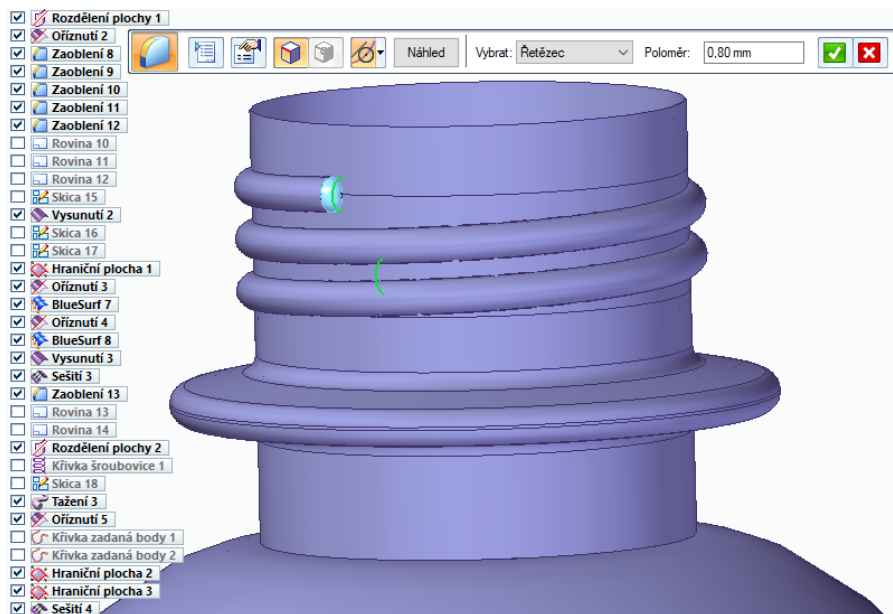 Rozdělení plochy 1
Oříznutí 2
Zaoblení 8
Náhled Vybrat: Řetězec Poloměr: 0,80 mm
Zaoblení 9
Zaoblení 10
Zaoblení 11
Zaoblení 12
Rovina 10
Rovina 11
Rovina 12
Skica 15
Vysunutí 2
Skica 16
Skica 17
Hraniční plocha 1
Oříznutí 3
BlueSurf 7
Oříznutí 4
BlueSurf 8
Vysunutí 3
Sešití 3
Zaoblení 13
Rovina 13
Rovina 14
Rozdělení plochy 2
Křivka šroubovice 1
Skica 18
Tažení 3
Oříznutí 5
Křivka zadaná body 1
Křivka zadaná body 2
Hraniční plocha 2
Hraniční plocha 3
Sešití 4